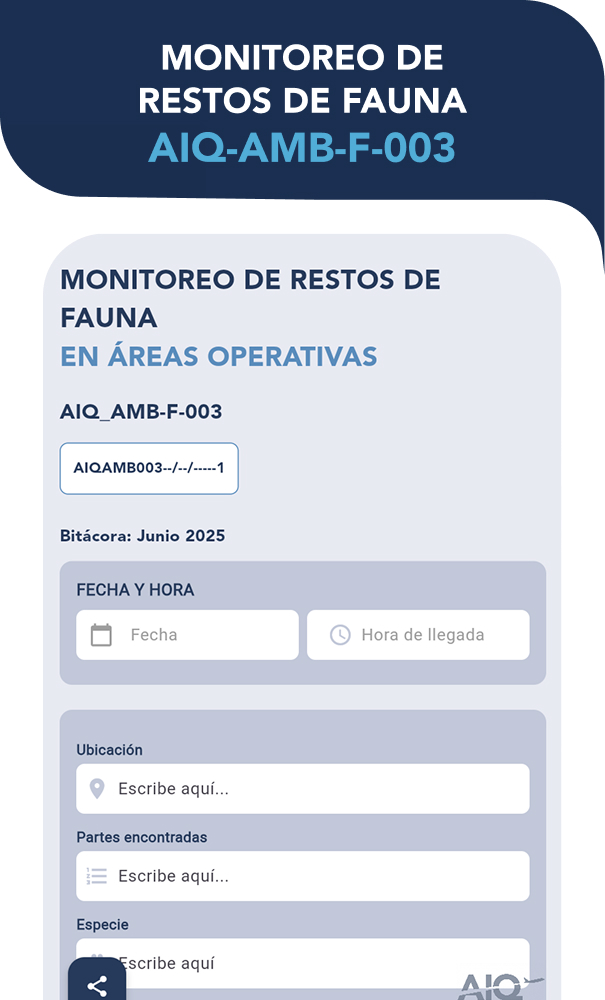 MONITOREO DE
RESTOS DE FAUNA
AIQ-AMB-F-003
MONITOREO DE RESTOS DE
FAUNA
EN ÁREAS OPERATIVAS
AIQ_AMB-F-003
AIQAMB003--/--/-----1
Bitácora: Junio 2025
FECHA Y HORA
Fecha
Hora de llegada
Ubicación
Escribe aquí...
Partes encontradas
Escribe aquí...
Especie
Escribe aquí
AIQ